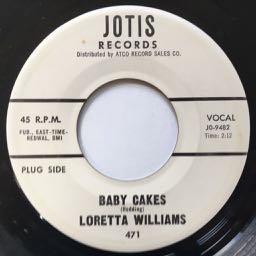 JOTIS
RECORDS
Distributed by ATCO RECORD SALES CO.
45 R.P.M.
PUB., EAST-TIME-
REDWAL, BMI
VOCAL
JO-9482
Time: 2:12
PLUG SIDE
BABY CAKES
(Redding)
LORETTA WILLIAMS
471